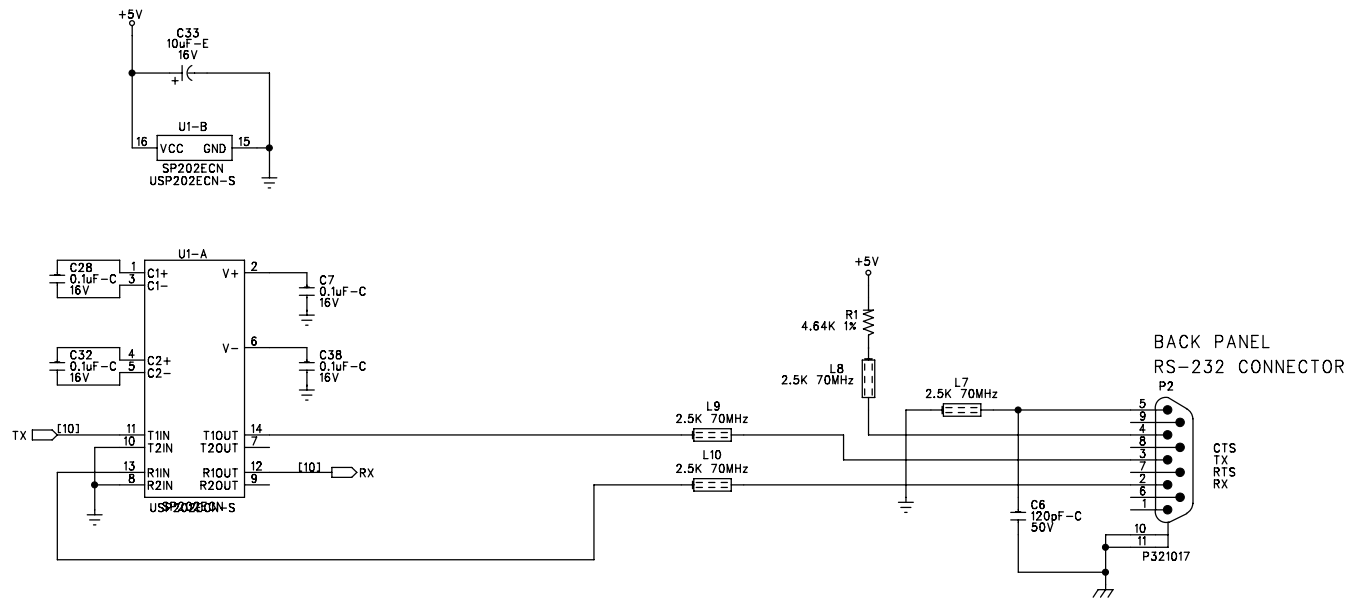 +5V
C33
10uF-E
16V
+
U1-B
16 VCC GND 15
SP202ECN
USP202ECN-S
U1-A
C28
0.1uF-C
16V
1 C1+
3 C1-
V+ 2
C7
0.1uF-C
16V
C32
0.1uF-C
16V
4 C2+
5 C2-
V- 6
C38
0.1uF-C
16V
TX [10] 11 T1IN
10 T2IN
13 R1IN
8 R2IN
T1OUT 14
T2OUT 7
R1OUT 12 [10] RX
R2OUT 9
SP202ECN
USP202ECN-S
+5V
R1
4.64K 1%
L8
2.5K 70MHz
L7
2.5K 70MHz
L9
2.5K 70MHz
L10
2.5K 70MHz
C6
120pF-C
50V
BACK PANEL
RS-232 CONNECTOR
P2
5
9
4
8 CTS
3 TX
7 RTS
2 RX
6
1
10
11
P321017